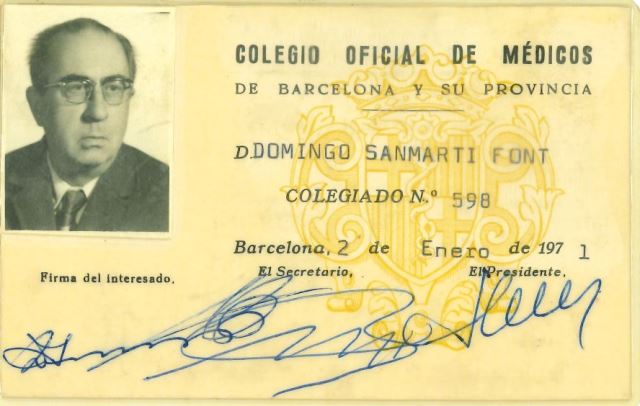 COLEGIO OFICIAL DE MÉDICOS
DE BARCELONA Y SU PROVINCIA
D.DOMINGO SANMARTI FONT
COLEGIADO N.º 598
Barcelona, 2 de Enero de 1971
Firma del interesado. El Secretario, El Presidente,